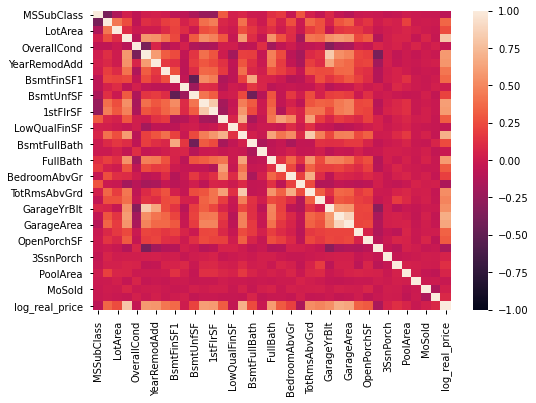 MSSubClass
LotArea
OverallCond
YearRemodAdd
BsmtFinSF1
BsmtUnfSF
1stFlrSF
LowQualFinSF
BsmtFullBath
FullBath
BedroomAbvGr
TotRmsAbvGrd
GarageYrBlt
GarageArea
OpenPorchSF
3SsnPorch
PoolArea
MoSold
log_real_price
MSSubClass
LotArea
OverallCond
YearRemodAdd
BsmtFinSF1
BsmtUnfSF
1stFlrSF
LowQualFinSF
BsmtFullBath
FullBath
BedroomAbvGr
TotRmsAbvGrd
GarageYrBlt
GarageArea
OpenPorchSF
3SsnPorch
PoolArea
MoSold
log_real_price
1.00
0.75
0.50
0.25
0.00
−0.25
−0.50
−0.75
−1.00